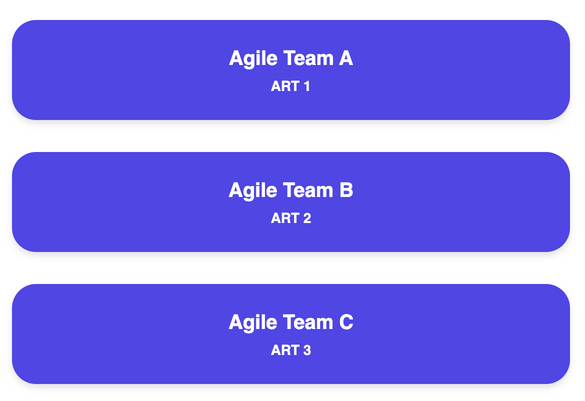 Agile Team A
ART 1
Agile Team B
ART 2
Agile Team C
ART 3